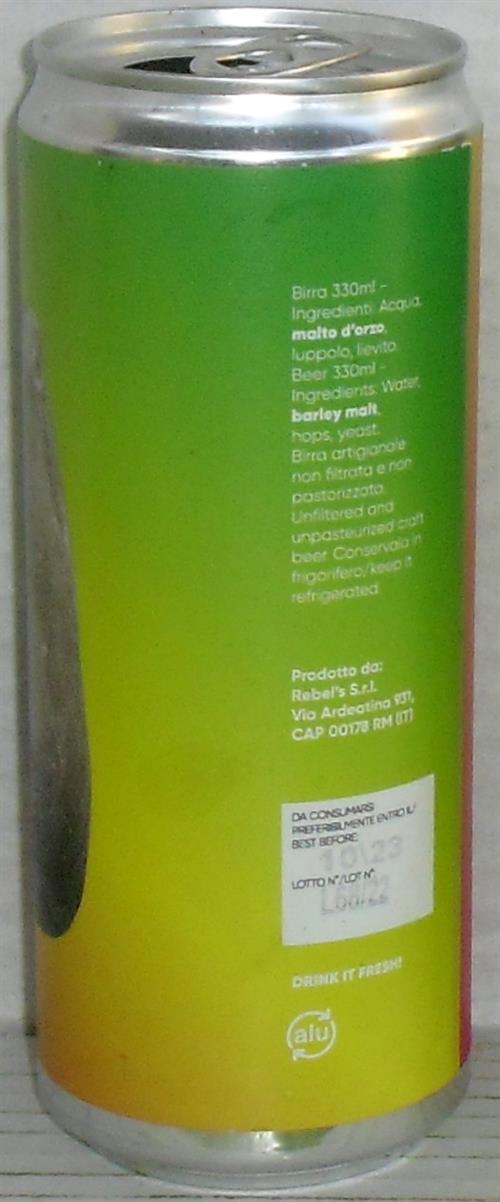 Birra 330ml -
Ingredienti: Acqua,
malto d'orzo,
luppolo, lievito.
Beer 330ml -
Ingredients: Water,
barley malt,
hops, yeast.
Birra artigianale
non filtrata e non
pastorizzata.
Unfiltered and
unpasteurized craft
beer. Conservala in
frigorifero/keep it
refrigerated.
Prodotto da:
Rebel's S.r.l.
Via Ardeatina 931,
CAP 00178 RM (IT)
DA CONSUMARSI
PREFERIBILMENTE ENTRO IL/
BEST BEFORE:
10\23
LOTTO N°/LOT N°:
L68/22
DRINK IT FRESH!
alu